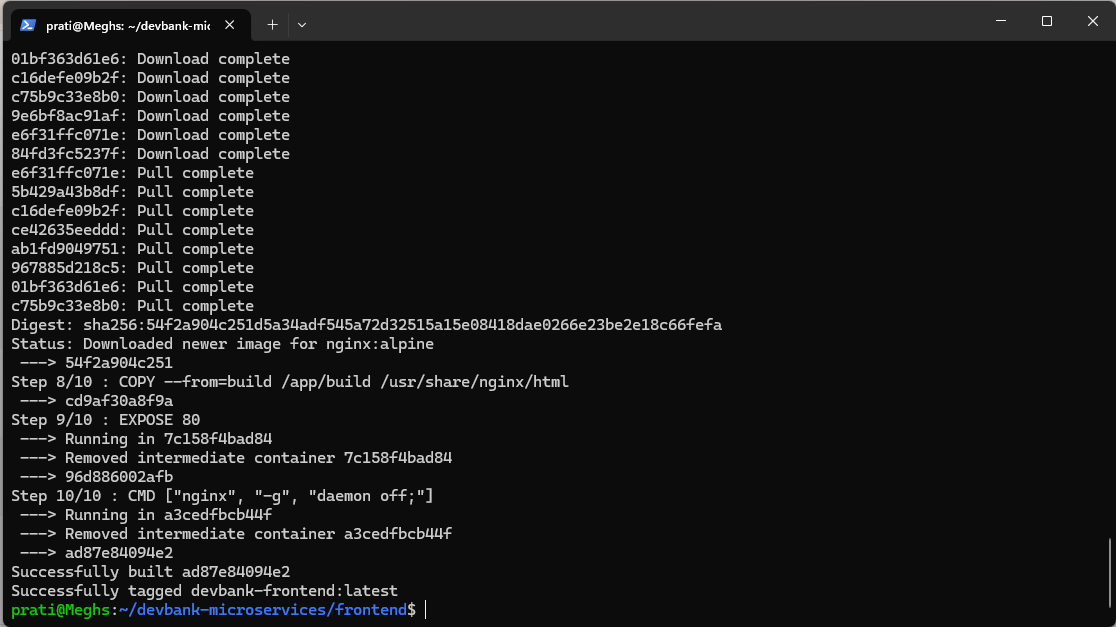 prati@Meghs: ~/devbank-mic
01bf363d61e6: Download complete
c16defe09b2f: Download complete
c75b9c33e8b0: Download complete
9e6bf8ac91af: Download complete
e6f31ffc071e: Download complete
84fd3fc5237f: Download complete
e6f31ffc071e: Pull complete
5b429a43b8df: Pull complete
c16defe09b2f: Pull complete
ce42635eeddd: Pull complete
ab1fd9049751: Pull complete
967885d218c5: Pull complete
01bf363d61e6: Pull complete
c75b9c33e8b0: Pull complete
Digest: sha256:54f2a904c251d5a34adf545a72d32515a15e08418dae0266e23be2e18c66fefa
Status: Downloaded newer image for nginx:alpine
 ---> 54f2a904c251
Step 8/10 : COPY --from=build /app/build /usr/share/nginx/html
 ---> cd9af30a8f9a
Step 9/10 : EXPOSE 80
 ---> Running in 7c158f4bad84
 ---> Removed intermediate container 7c158f4bad84
 ---> 96d886002afb
Step 10/10 : CMD ["nginx", "-g", "daemon off;"]
 ---> Running in a3cedfbcb44f
 ---> Removed intermediate container a3cedfbcb44f
 ---> ad87e84094e2
Successfully built ad87e84094e2
Successfully tagged devbank-frontend:latest
prati@Meghs:~/devbank-microservices/frontend$